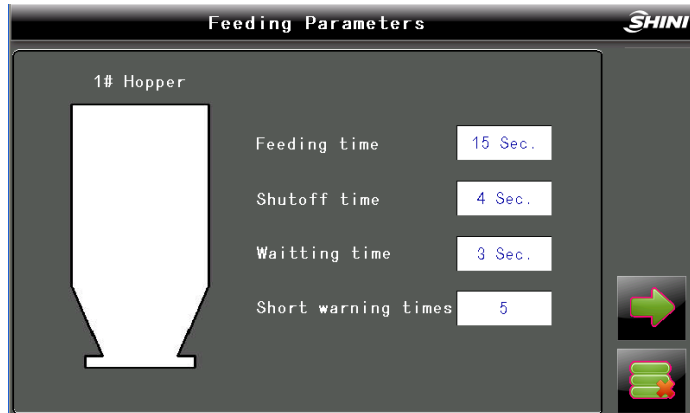 Feeding Parameters
SHINI
1# Hopper
Feeding time 15 Sec.
Shutoff time 4 Sec.
Waitting time 3 Sec.
Short warning times 5